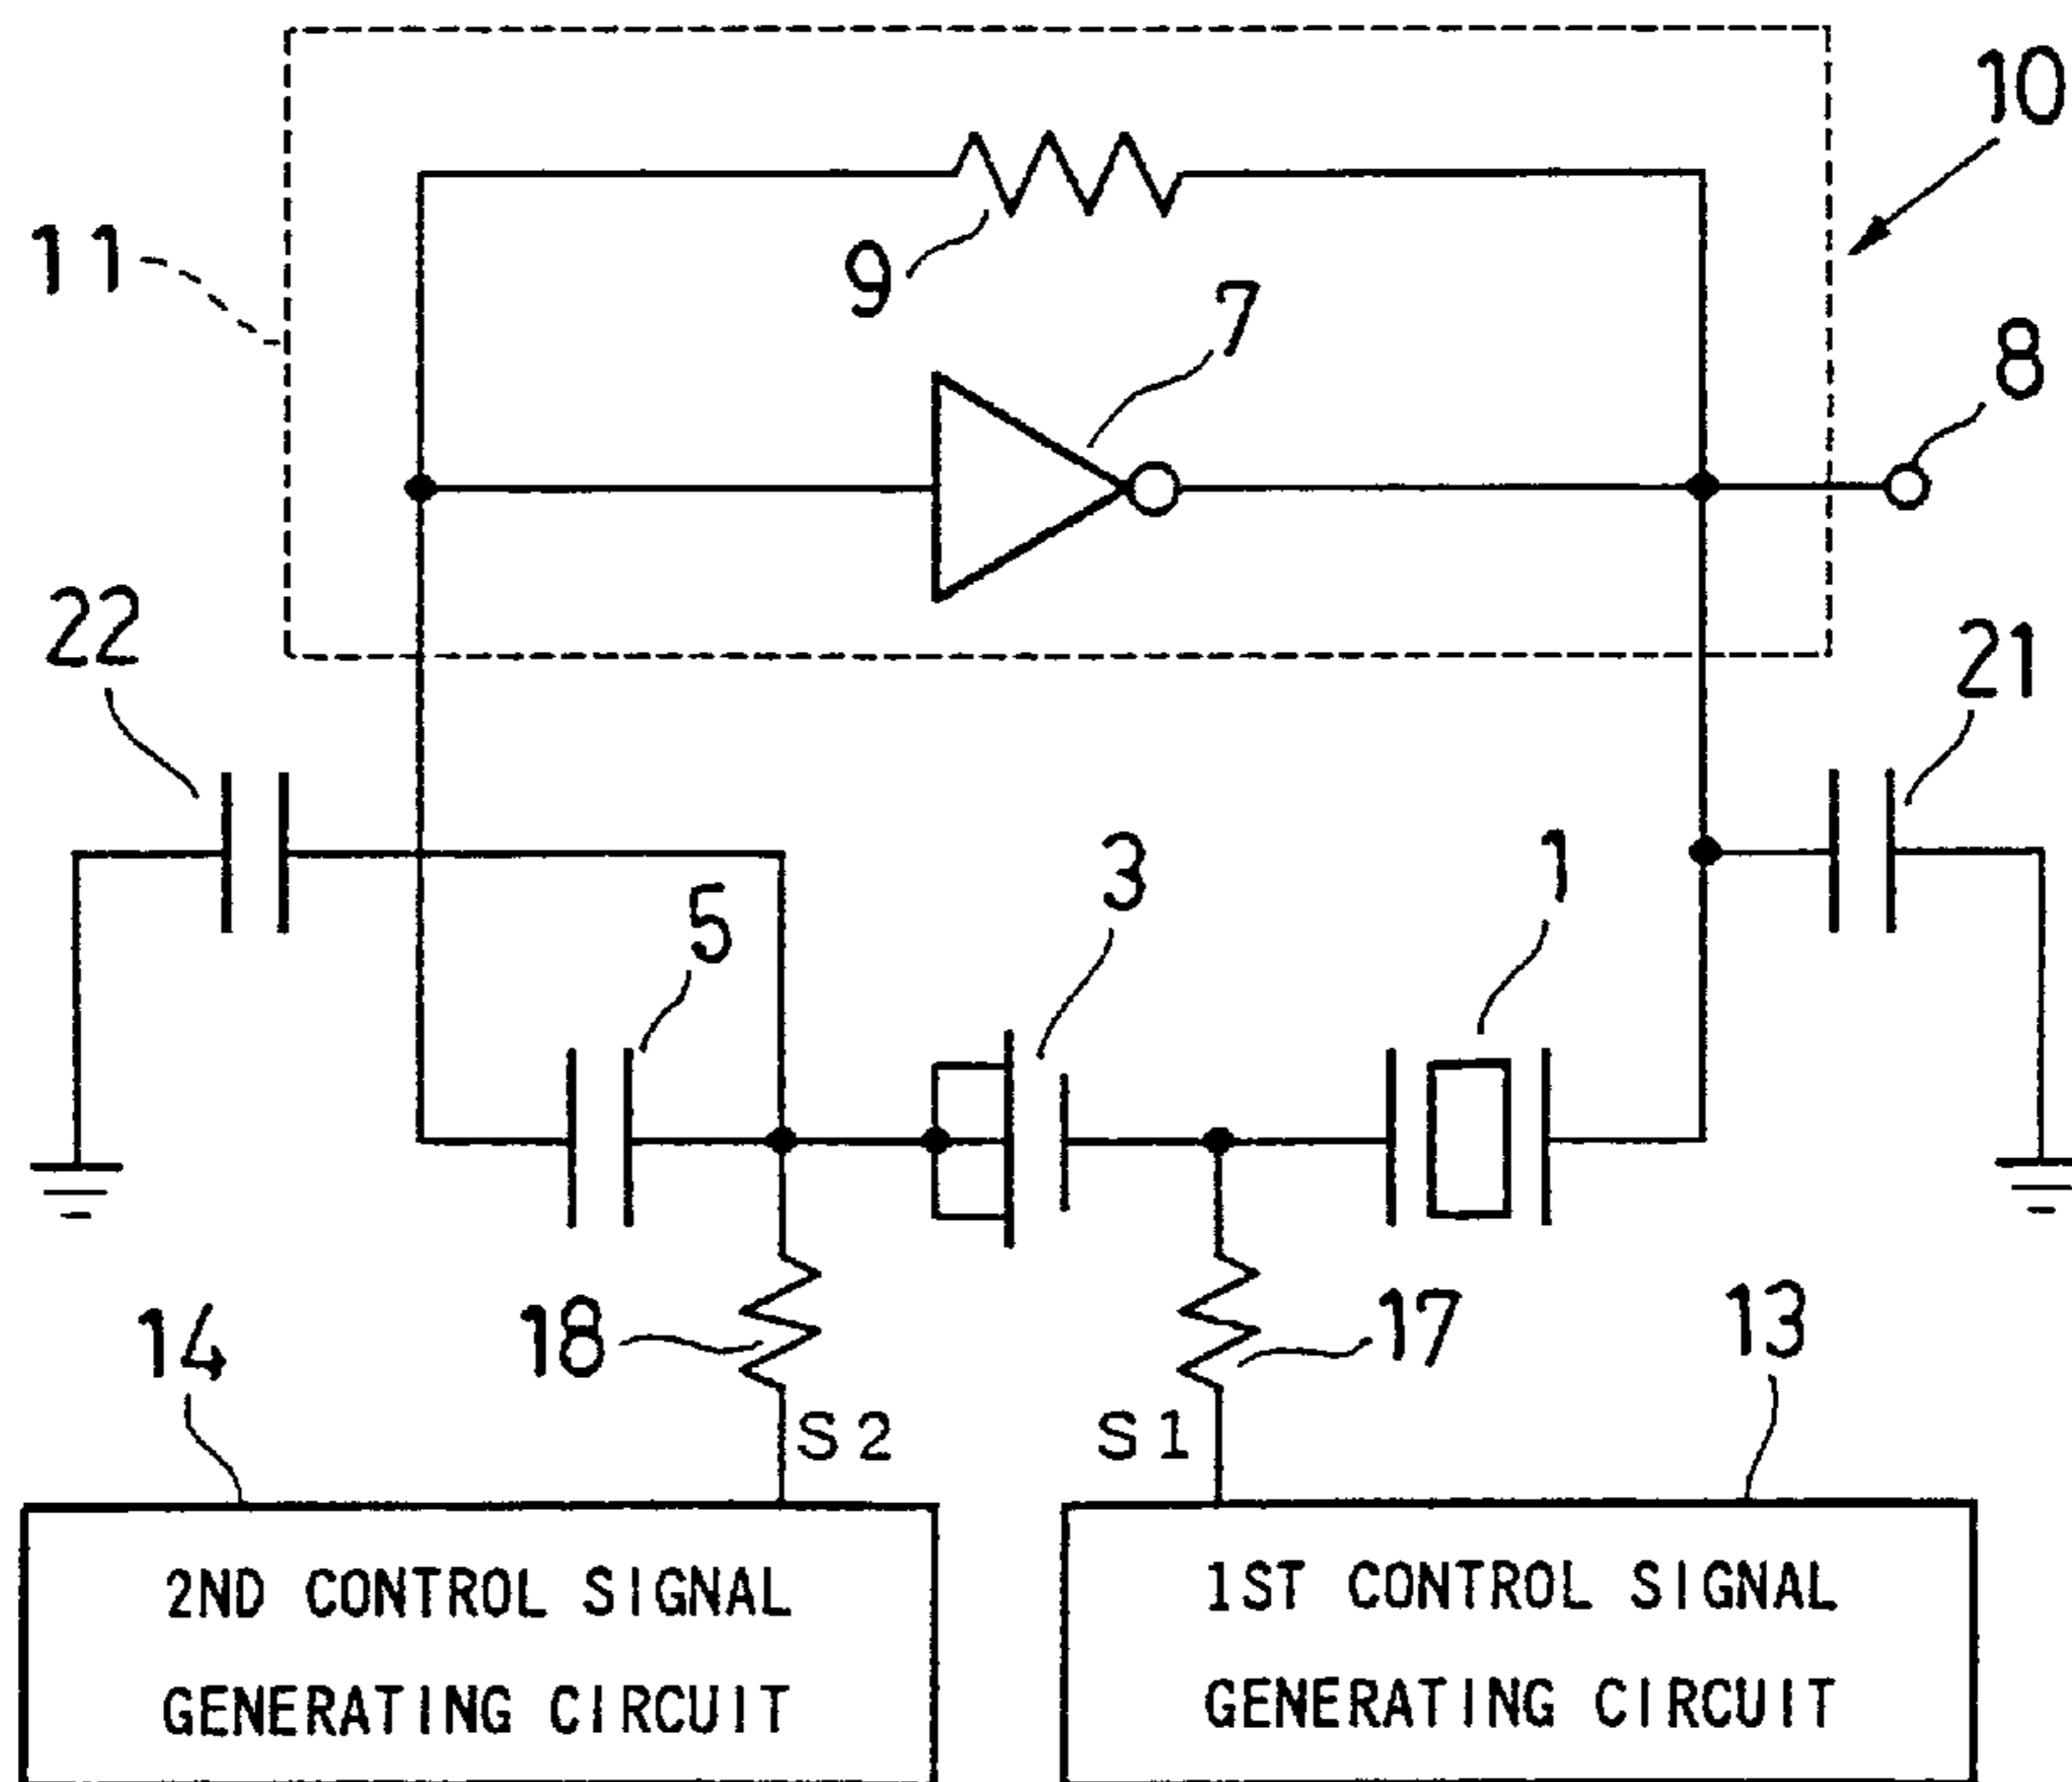 10
11
9
7
8
22
21
3
1
5
14
18
17
13
S2
S1
2ND CONTROL SIGNAL
GENERATING CIRCUIT
1ST CONTROL SIGNAL
GENERATING CIRCUIT